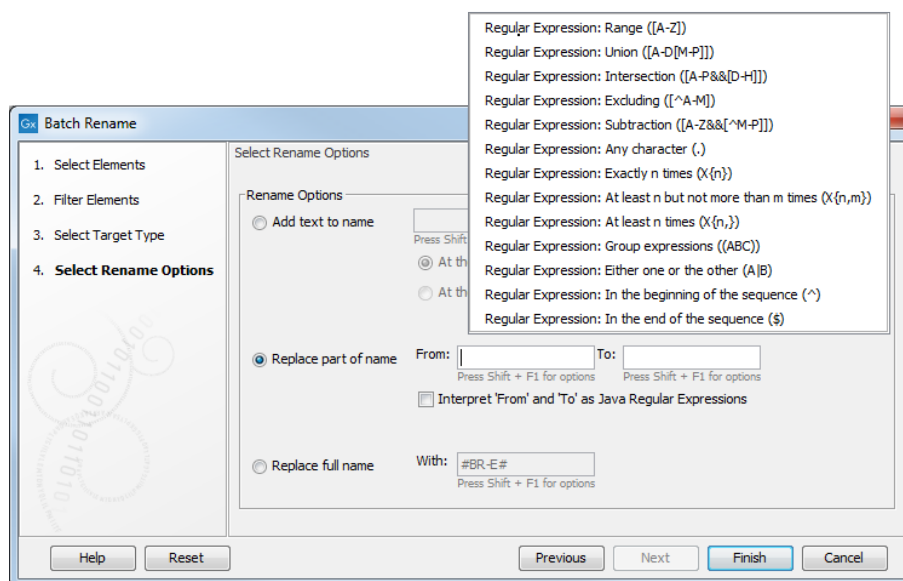 Regular Expression: Range ([A-Z])
Regular Expression: Union ([A-D[M-P]])
Regular Expression: Intersection ([A-P&&[D-H]])
Regular Expression: Excluding ([^A-M])
Regular Expression: Subtraction ([A-Z&&[^M-P]])
Regular Expression: Any character (.)
Regular Expression: Exactly n times (X{n})
Regular Expression: At least n but not more than m times (X{n,m})
Regular Expression: At least n times (X{n,})
Regular Expression: Group expressions ((ABC))
Regular Expression: Either one or the other (A|B)
Regular Expression: In the beginning of the sequence (^)
Regular Expression: In the end of the sequence ($)
Gx Batch Rename
1. Select Elements
2. Filter Elements
3. Select Target Type
4. Select Rename Options
Select Rename Options
Rename Options
Add text to name
Press Shift
At the
At the
Replace part of name From: To:
Press Shift + F1 for options Press Shift + F1 for options
Interpret 'From' and 'To' as Java Regular Expressions
Replace full name With: #BR-E#
Press Shift + F1 for options
Help Reset Previous Next Finish Cancel